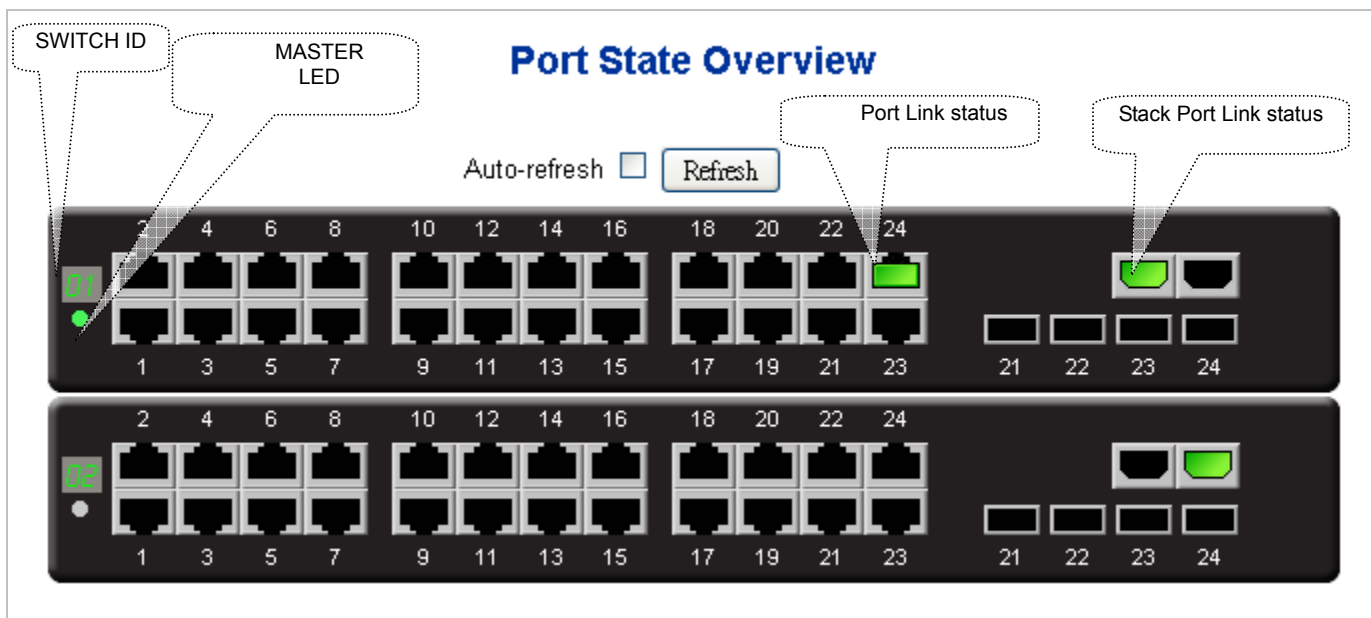 SWITCH ID
MASTER
LED
Port State Overview
Port Link status
Stack Port Link status
Auto-refresh
Refresh
2 4 6 8 10 12 14 16 18 20 22 24
01
1 3 5 7 9 11 13 15 17 19 21 23 21 22 23 24
2 4 6 8 10 12 14 16 18 20 22 24
02
1 3 5 7 9 11 13 15 17 19 21 23 21 22 23 24